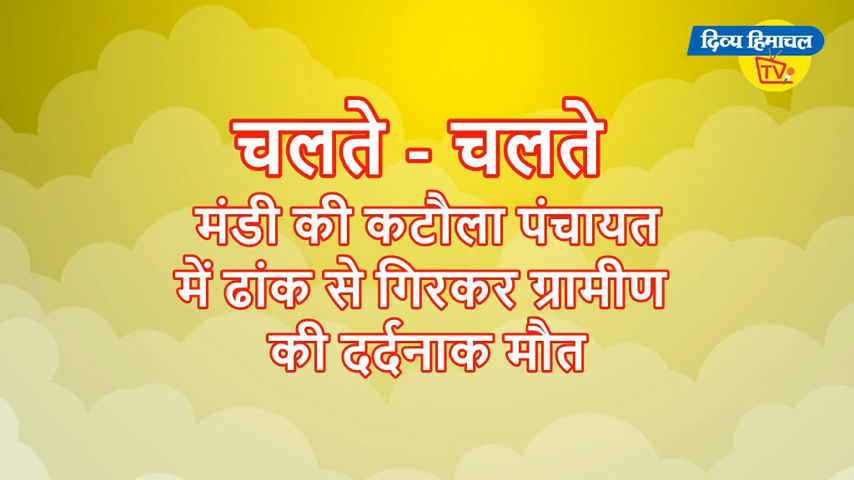 दिव्य हिमाचल
TV
चलते - चलते
मंडी की कटौला पंचायत
में ढांक से गिरकर ग्रामीण
की दर्दनाक मौत